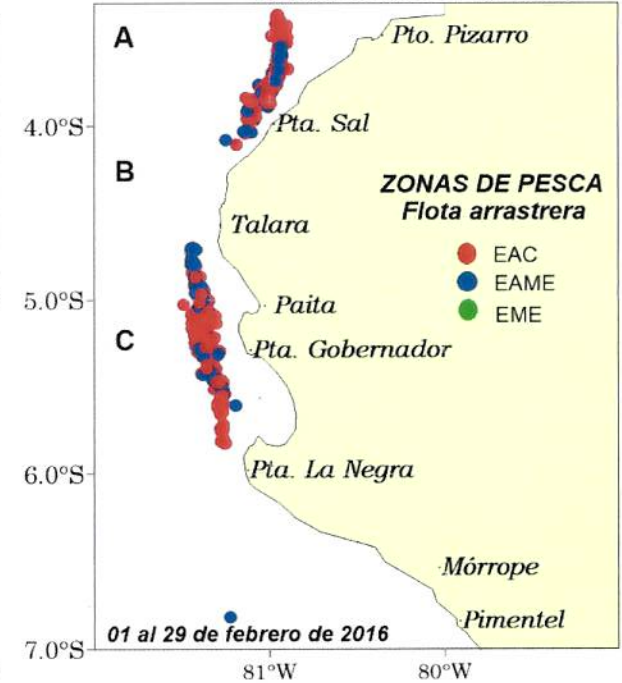 A
Pto. Pizarro
4.0°S
Pta. Sal
B
ZONAS DE PESCA
Flota arrastrera
Talara
EAC
EAME
EME
5.0°S
Paita
C
Pta. Gobernador
6.0°S
Pta. La Negra
Mórrope
Pimentel
01 al 29 de febrero de 2016
7.0°S
81°W
80°W